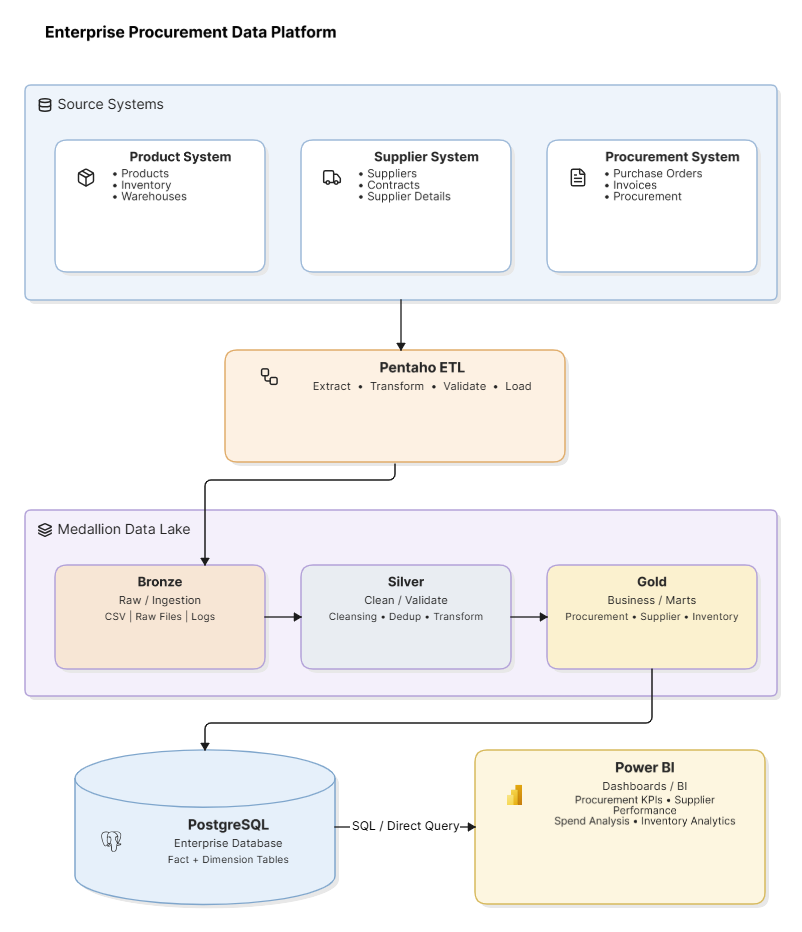 Enterprise Procurement Data Platform
Source Systems
Product System
• Products
• Inventory
• Warehouses
Supplier System
• Suppliers
• Contracts
• Supplier Details
Procurement System
• Purchase Orders
• Invoices
• Procurement
Pentaho ETL
Extract • Transform • Validate • Load
Medallion Data Lake
Bronze
Raw / Ingestion
CSV | Raw Files | Logs
Silver
Clean / Validate
Cleansing • Dedup • Transform
Gold
Business / Marts
Procurement • Supplier • Inventory
PostgreSQL
Enterprise Database
Fact + Dimension Tables
SQL / Direct Query
Power BI
Dashboards / BI
Procurement KPIs • Supplier
Performance
Spend Analysis • Inventory Analytics